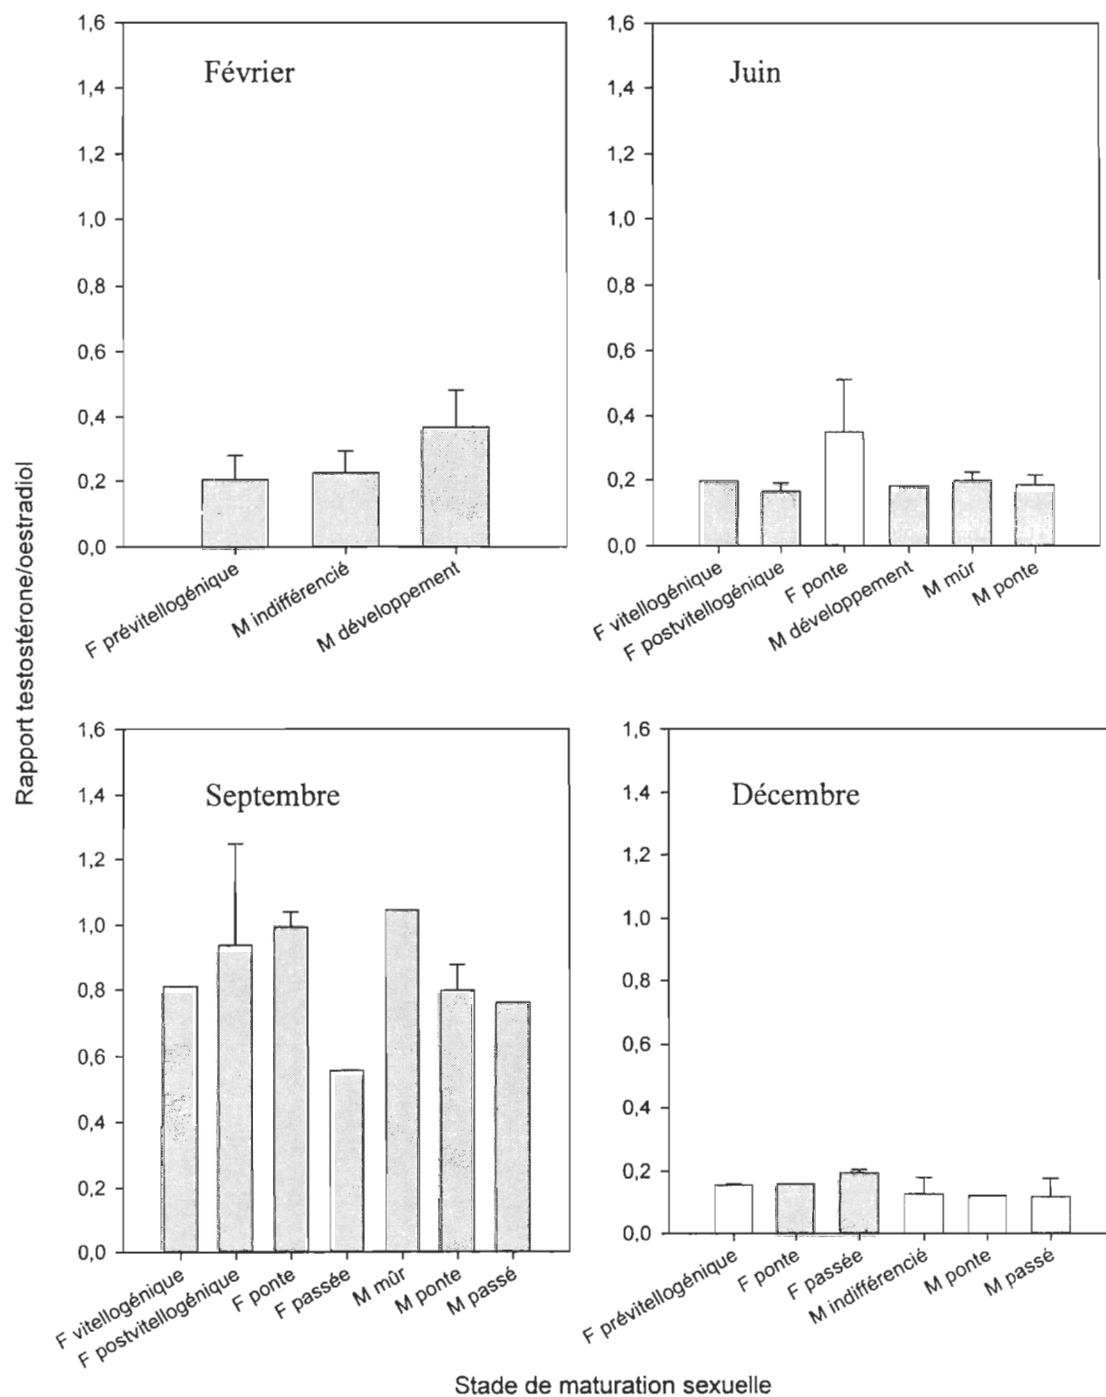 Rapport testostérone/oestradiol
Février
1,6
1,4
1,2
1,0
0,8
0,6
0,4
0,2
0,0
F prévitellogénique
M indifférencié
M développement
Juin
1,6
1,4
1,2
1,0
0,8
0,6
0,4
0,2
0,0
F vitellogénique
F postvitellogénique
F ponte
M développement
M mûr
M ponte
Septembre
1,6
1,4
1,2
1,0
0,8
0,6
0,4
0,2
0,0
F vitellogénique
F postvitellogénique
F ponte
F passée
M mûr
M ponte
M passé
Décembre
1,6
1,4
1,2
1,0
0,8
0,6
0,4
0,2
0,0
F prévitellogénique
F ponte
F passée
M indifférencié
M ponte
M passé
Stade de maturation sexuelle